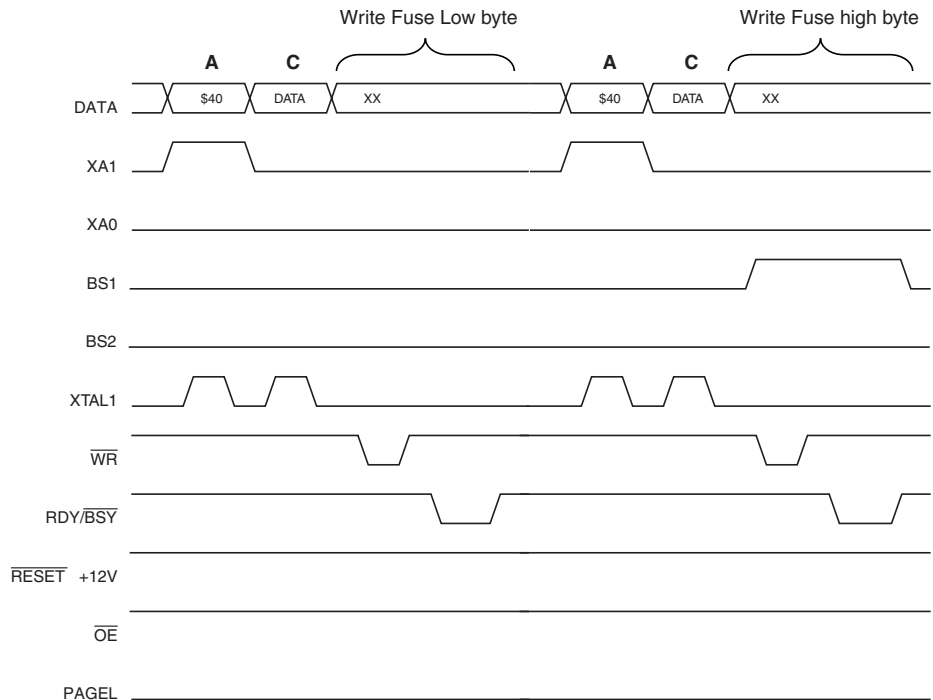 Write Fuse Low byte Write Fuse high byte
A C A C
DATA $40 DATA XX $40 DATA XX
XA1
XA0
BS1
BS2
XTAL1
WR
RDY/BSY
RESET +12V
OE
PAGEL